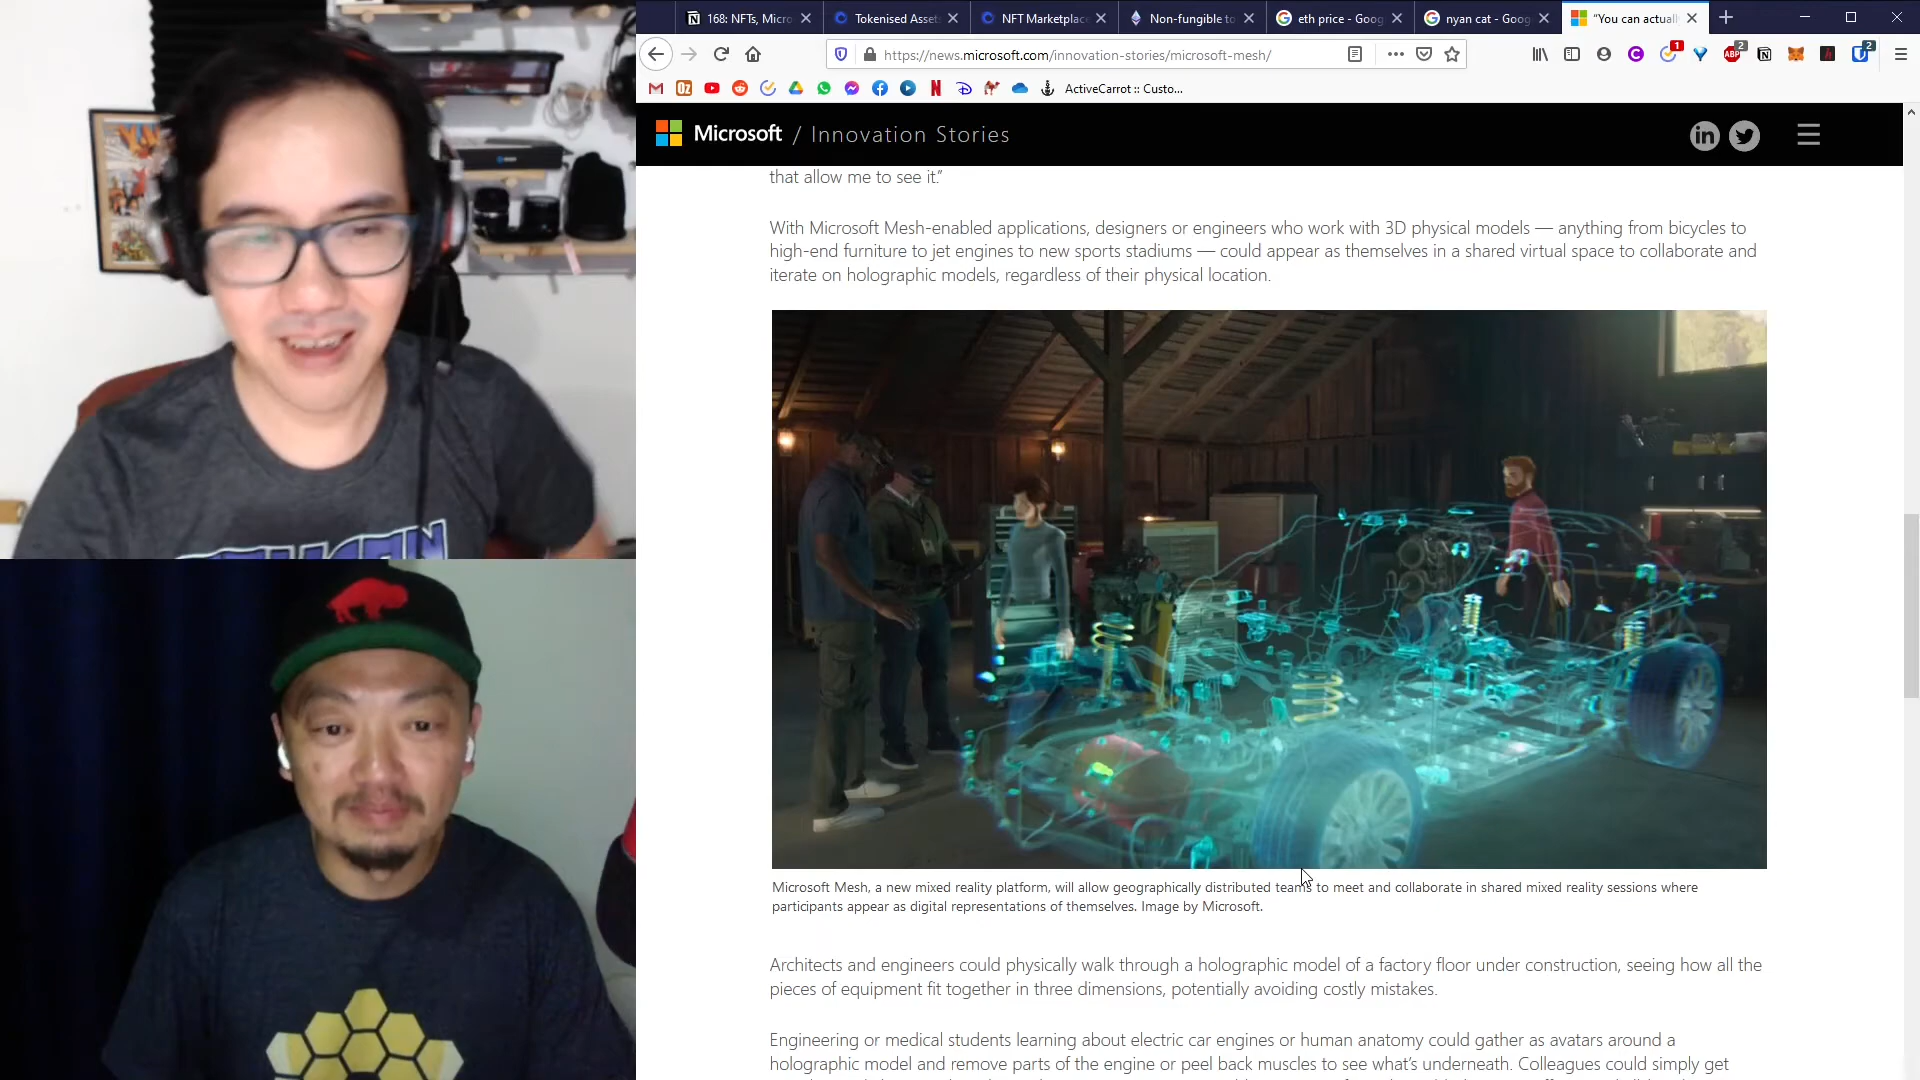 168: NFTs, Micro
Tokenised Asset
NFT Marketplace
Non-fungible to
eth price - Goog
nyan cat - Goog
"You can actual
https://news.microsoft.com/innovation-stories/microsoft-mesh/
1
ABP
2
2
ActiveCarrot :: Custo...
Microsoft / Innovation Stories
that allow me to see it.”
With Microsoft Mesh-enabled applications, designers or engineers who work with 3D physical models — anything from bicycles to
high-end furniture to jet engines to new sports stadiums — could appear as themselves in a shared virtual space to collaborate and
iterate on holographic models, regardless of their physical location.
Microsoft Mesh, a new mixed reality platform, will allow geographically distributed teams to meet and collaborate in shared mixed reality sessions where
participants appear as digital representations of themselves. Image by Microsoft.
Architects and engineers could physically walk through a holographic model of a factory floor under construction, seeing how all the
pieces of equipment fit together in three dimensions, potentially avoiding costly mistakes.
Engineering or medical students learning about electric car engines or human anatomy could gather as avatars around a
holographic model and remove parts of the engine or peel back muscles to see what’s underneath. Colleagues could simply get